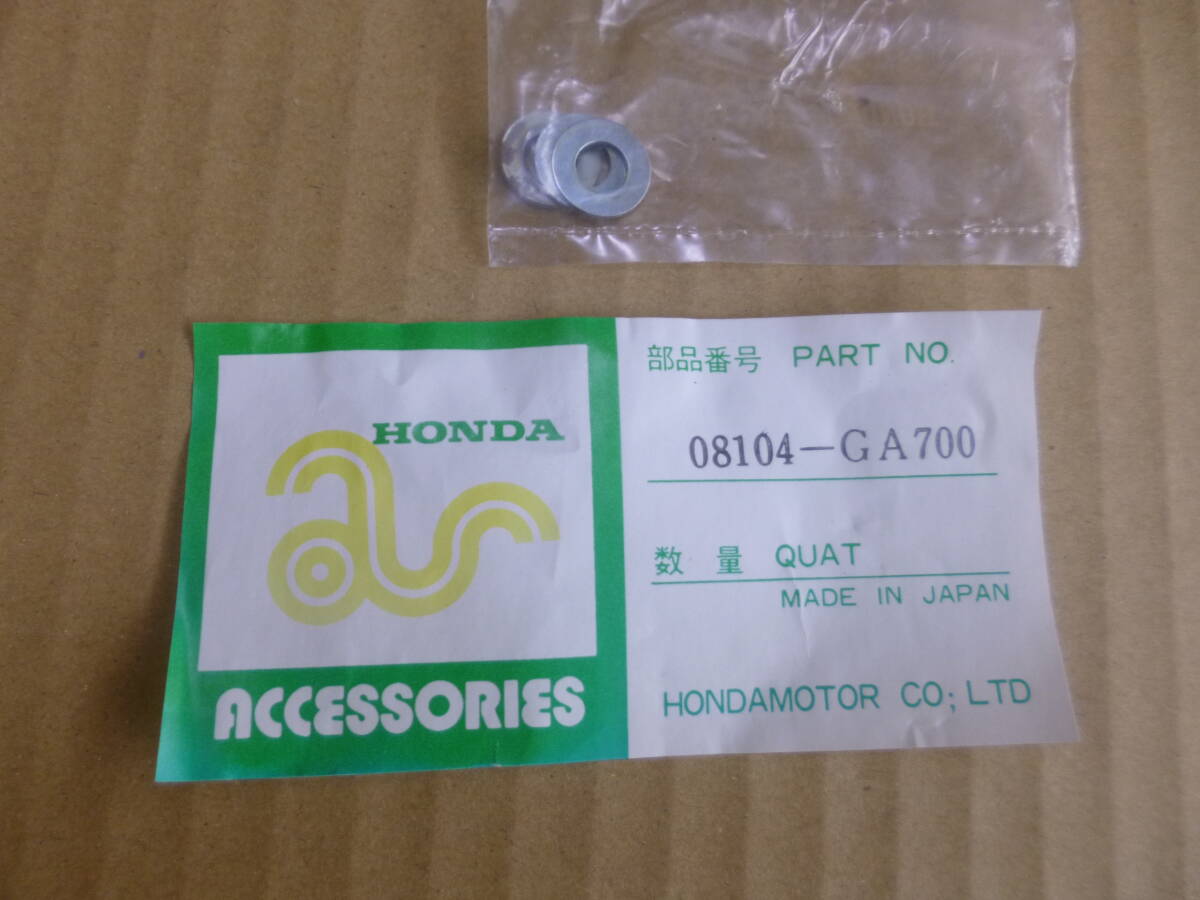 HONDA
ACCESSORIES
部品番号 PART NO.
08104-GA700
数量 QUAT
MADE IN JAPAN
HONDAMOTOR CO; LTD